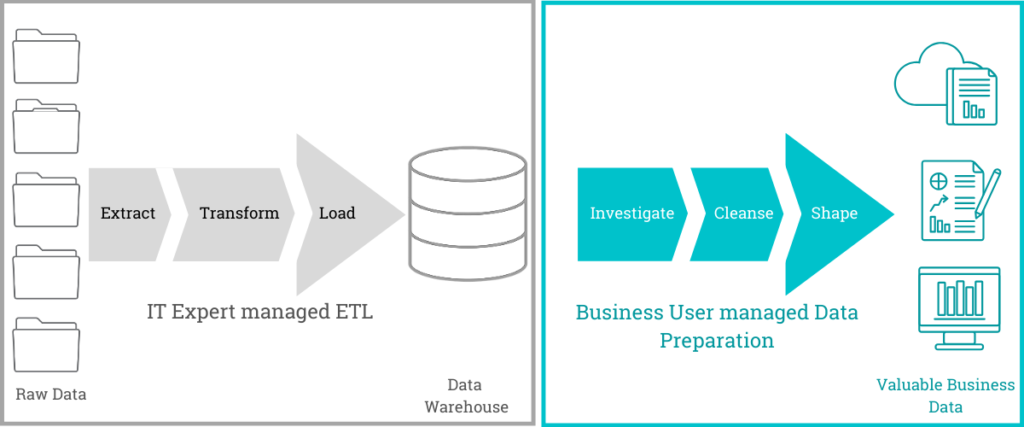 Extract
Transform
Load
IT Expert managed ETL
Raw Data
Data
Warehouse
Investigate
Cleanse
Shape
Business User managed Data
Preparation
Valuable Business
Data